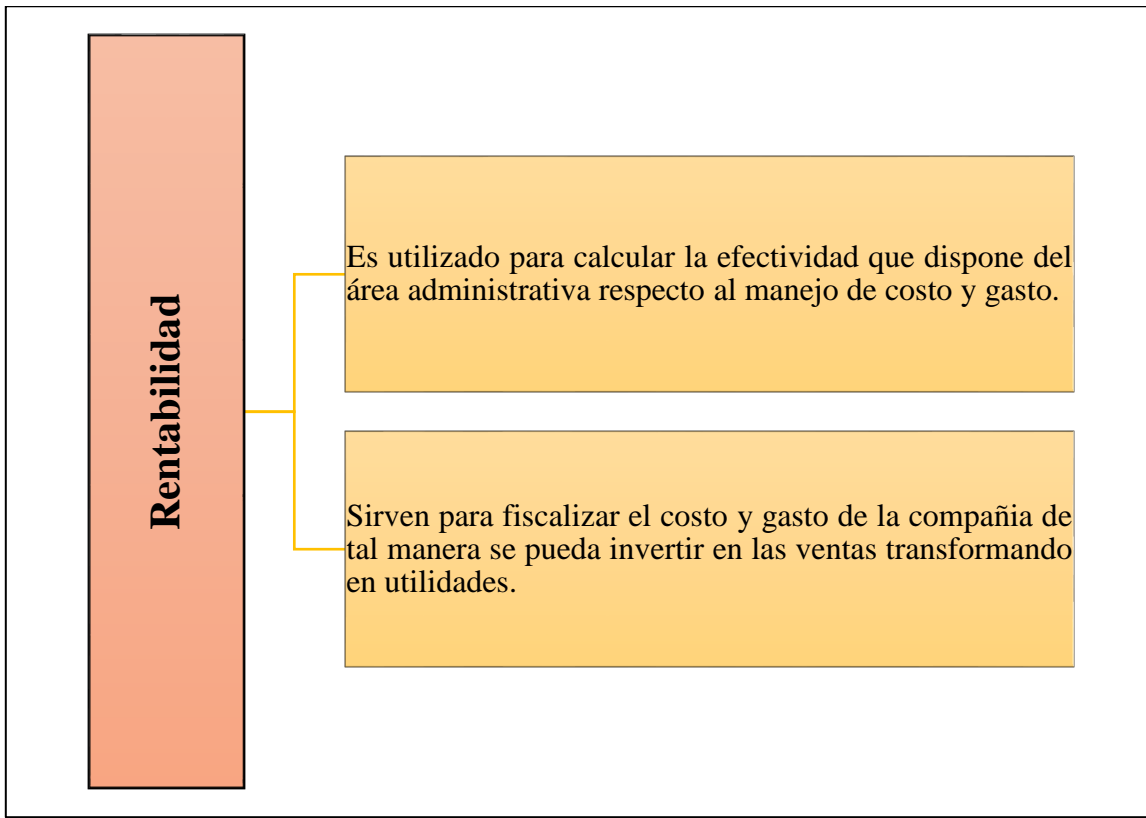 Rentabilidad
Es utilizado para calcular la efectividad que dispone del
área administrativa respecto al manejo de costo y gasto.
Sirven para fiscalizar el costo y gasto de la compañia de
tal manera se pueda invertir en las ventas transformando
en utilidades.